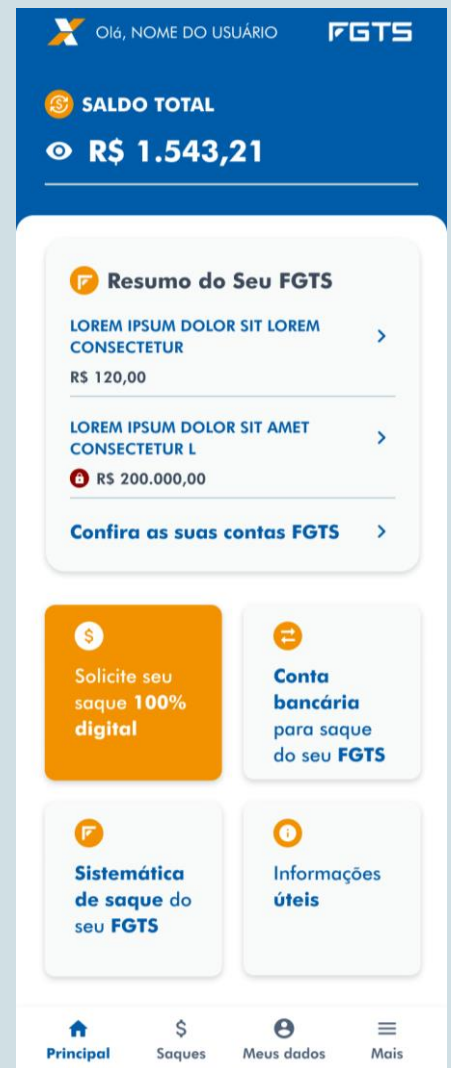 Olá, NOME DO USUÁRIO
FGTS
SALDO TOTAL
R$ 1.543,21
Resumo do Seu FGTS
LOREM IPSUM DOLOR SIT LOREM
CONSECTETUR
R$ 120,00
LOREM IPSUM DOLOR SIT AMET
CONSECTETUR L
R$ 200.000,00
Confira as suas contas FGTS
Solicite seu
saque 100%
digital
Conta
bancária
para saque
do seu FGTS
Sistemática
de saque do
seu FGTS
Informações
úteis
Principal
Saques
Meus dados
Mais